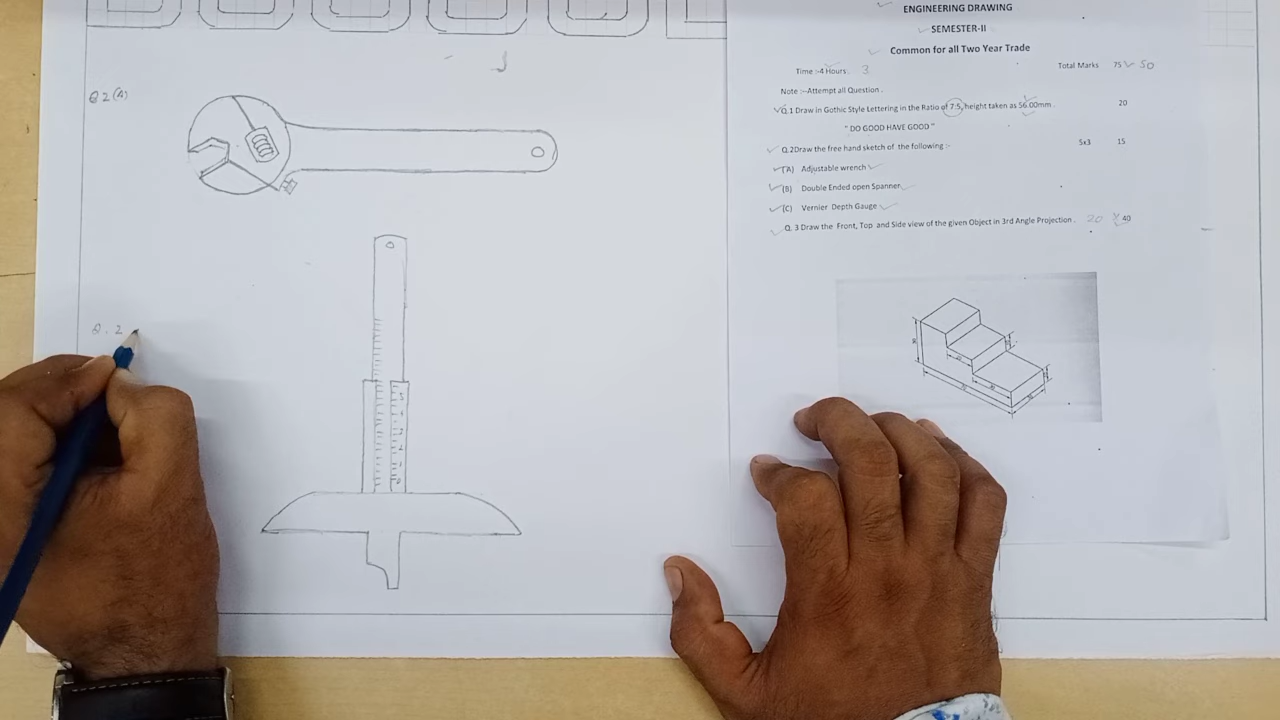 ENGINEERING DRAWING
SEMESTER-II
Common for all Two Year Trade
Time :-4 Hours . 3 Total Marks 75 50
Note :--Attempt all Question .
Q.1 Draw in Gothic Style Lettering in the Ratio of 7:5, height taken as 56.00mm . 20
" DO GOOD HAVE GOOD "
Q.2Draw the free hand sketch of the following :- 5x3 15
(A) Adjustable wrench
(B) Double Ended open Spanner
(C) Vernier Depth Gauge
Q. 3 Draw the Front, Top and Side view of the given Object in 3rd Angle Projection . 20 40
Q 2 (A)
Q . 2